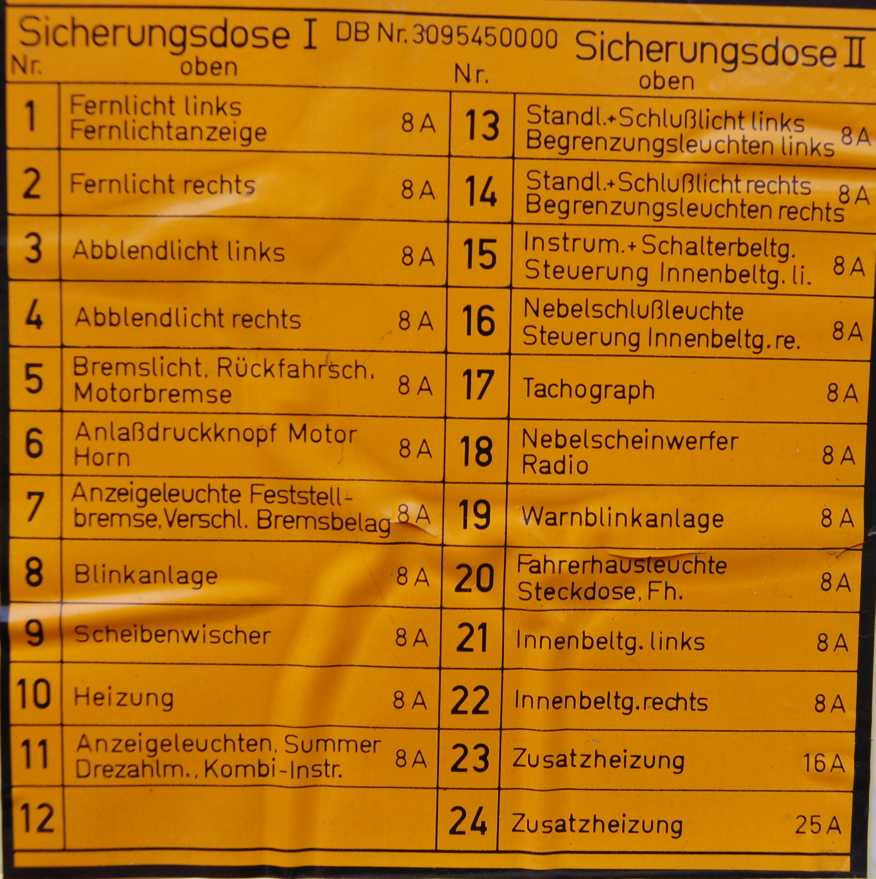 Sicherungsdose I DB Nr. 3095450000 Sicherungsdose II
Nr. oben Nr. oben
1 Fernlicht links 8 A
Fernlichtanzeige
2 Fernlicht rechts 8 A
3 Abblendlicht links 8 A
4 Abblendlicht rechts 8 A
5 Bremslicht, Rückfahrsch. 8 A
Motorbremse
6 Anlaßdruckknopf Motor 8 A
Horn
7 Anzeigeleuchte Feststell-
bremse, Verschl. Bremsbelag 8 A
8 Blinkanlage 8 A
9 Scheibenwischer 8 A
10 Heizung 8 A
11 Anzeigeleuchten, Summer 8 A
Drezahlm., Kombi-Instr.
12
13 Standl.+Schlußlicht links 8 A
Begrenzungsleuchten links
14 Standl.+Schlußlicht rechts 8 A
Begrenzungsleuchten rechts
15 Instrum.+Schalterbeltg. 8 A
Steuerung Innenbeltg. li.
16 Nebelschlußleuchte 8 A
Steuerung Innenbeltg. re.
17 Tachograph 8 A
18 Nebelscheinwerfer 8 A
Radio
19 Warnblinkanlage 8 A
20 Fahrerhausleuchte 8 A
Steckdose, Fh.
21 Innenbeltg. links 8 A
22 Innenbeltg. rechts 8 A
23 Zusatzheizung 16 A
24 Zusatzheizung 25 A